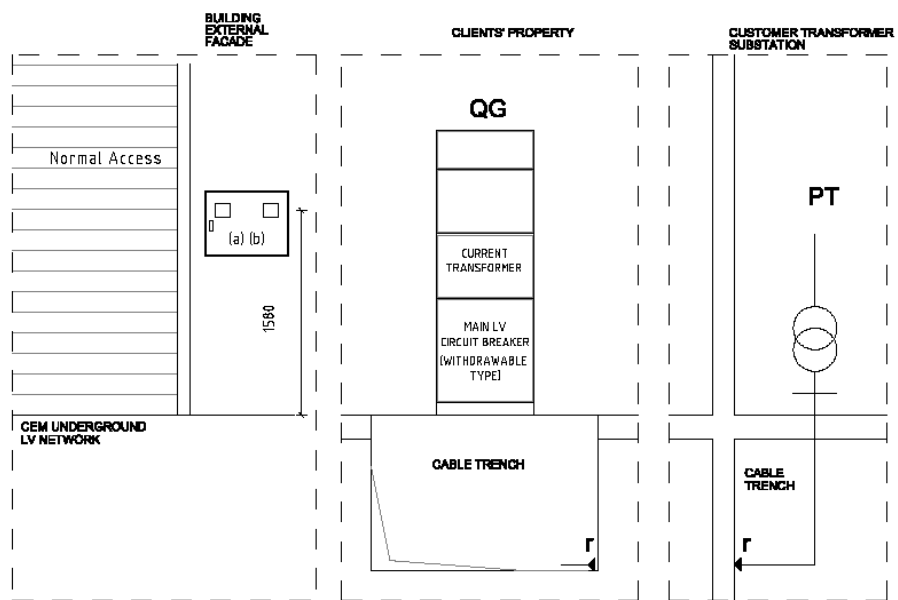 BUILDING
EXTERNAL
FACADE
CLIENTS' PROPERTY
CUSTOMER TRANSFORMER
SUBSTATION
QG
Normal Access
PT
(a) (b)
CURRENT
TRANSFORMER
1580
MAIN LV
CIRCUIT BREAKER
(WITHDRAWABLE
TYPE)
CEM UNDERGROUND
LV NETWORK
CABLE TRENCH
CABLE
TRENCH
r
r